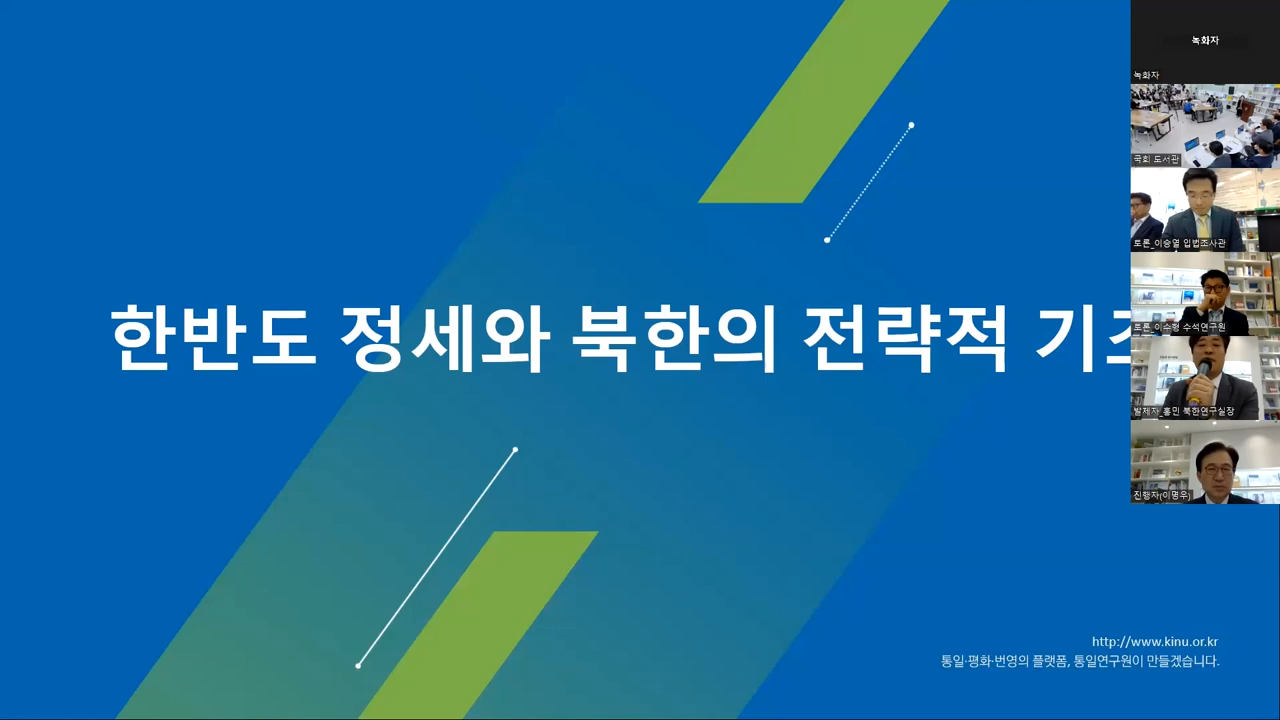 한반도 정세와 북한의 전략적 기조
http://www.kinu.or.kr
통일·평화·번영의 플랫폼, 통일연구원이 만들겠습니다.
녹화자
녹화자
국회 도서관
토론_이승열 입법조사관
토론_이수형 수석연구원
발제자_홍민 북한연구실장
진행자(이명우)